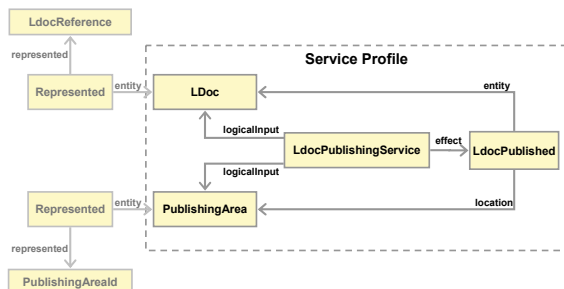 LdocReference
represented
Service Profile
Represented
entity
LDoc
entity
logicalInput
LdocPublishingService
effect
LdocPublished
logicalInput
Represented
entity
PublishingArea
location
represented
PublishingAreaId